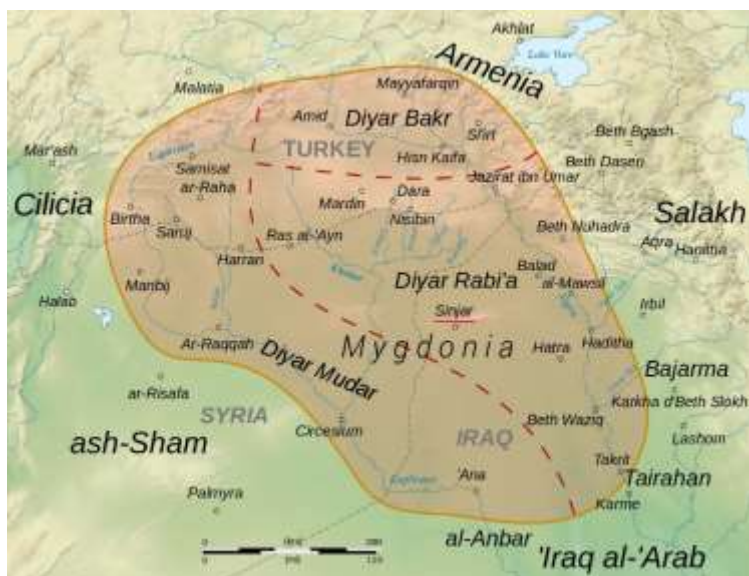 Akhlat
Lake Van
Armenia
Malatia
Mayyafarqin
Amid
Diyar Bakr
Siirt
Beth Bgash
TURKEY
Mar'ash
Euphrates
Hisn Kaifa
Beth Dasen
Samisat
ar-Raha
Jazirat ibn Umar
Dara
Mardin
Cilicia
Birtha
Nisibin
Salakh
Saruj
Ras al-'Ayn
Beth Nuhadra
Aqra
Hanitha
Harran
Balad
Manbij
Diyar Rabi'a
al-Mawsil
Halab
Sinjar
Irbil
Ar-Raqqah
Mygdonia
Haditha
Diyar Mudar
Hatra
Bajarma
ar-Risafa
Karkha d'Beth Slokh
SYRIA
Beth Waziq
Circesium
IRAQ
Lashom
ash-Sham
Takrit
'Ana
Tairahan
Euphrates
Palmyra
Karme
al-Anbar
'Iraq al-'Arab